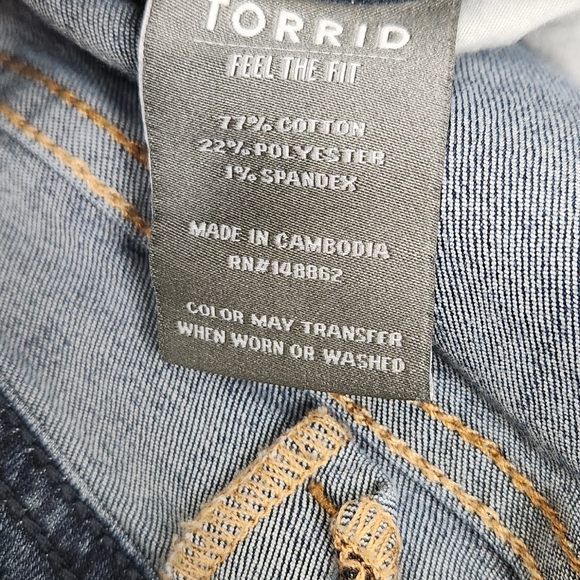 TORRID
FEEL THE FIT
77% COTTON
22% POLYESTER
1% SPANDEX
MADE IN CAMBODIA
RN#148862
COLOR MAY TRANSFER
WHEN WORN OR WASHED